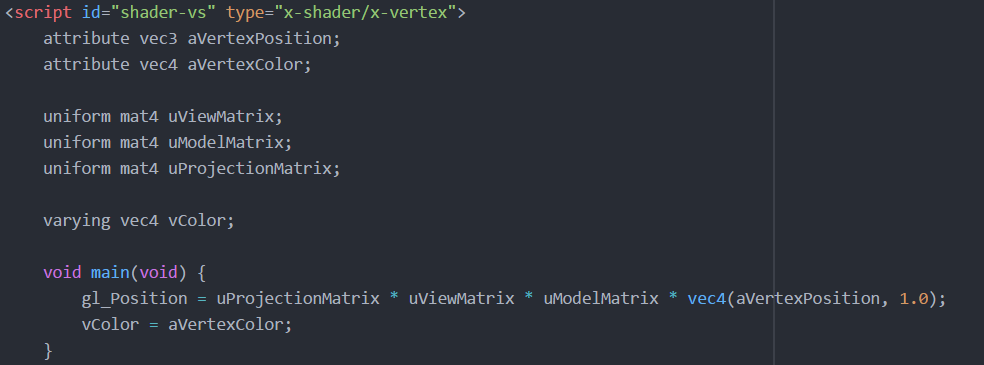 <script id="shader-vs" type="x-shader/x-vertex">
    attribute vec3 aVertexPosition;
    attribute vec4 aVertexColor;

    uniform mat4 uViewMatrix;
    uniform mat4 uModelMatrix;
    uniform mat4 uProjectionMatrix;

    varying vec4 vColor;

    void main(void) {
        gl_Position = uProjectionMatrix * uViewMatrix * uModelMatrix * vec4(aVertexPosition, 1.0);
        vColor = aVertexColor;
    }